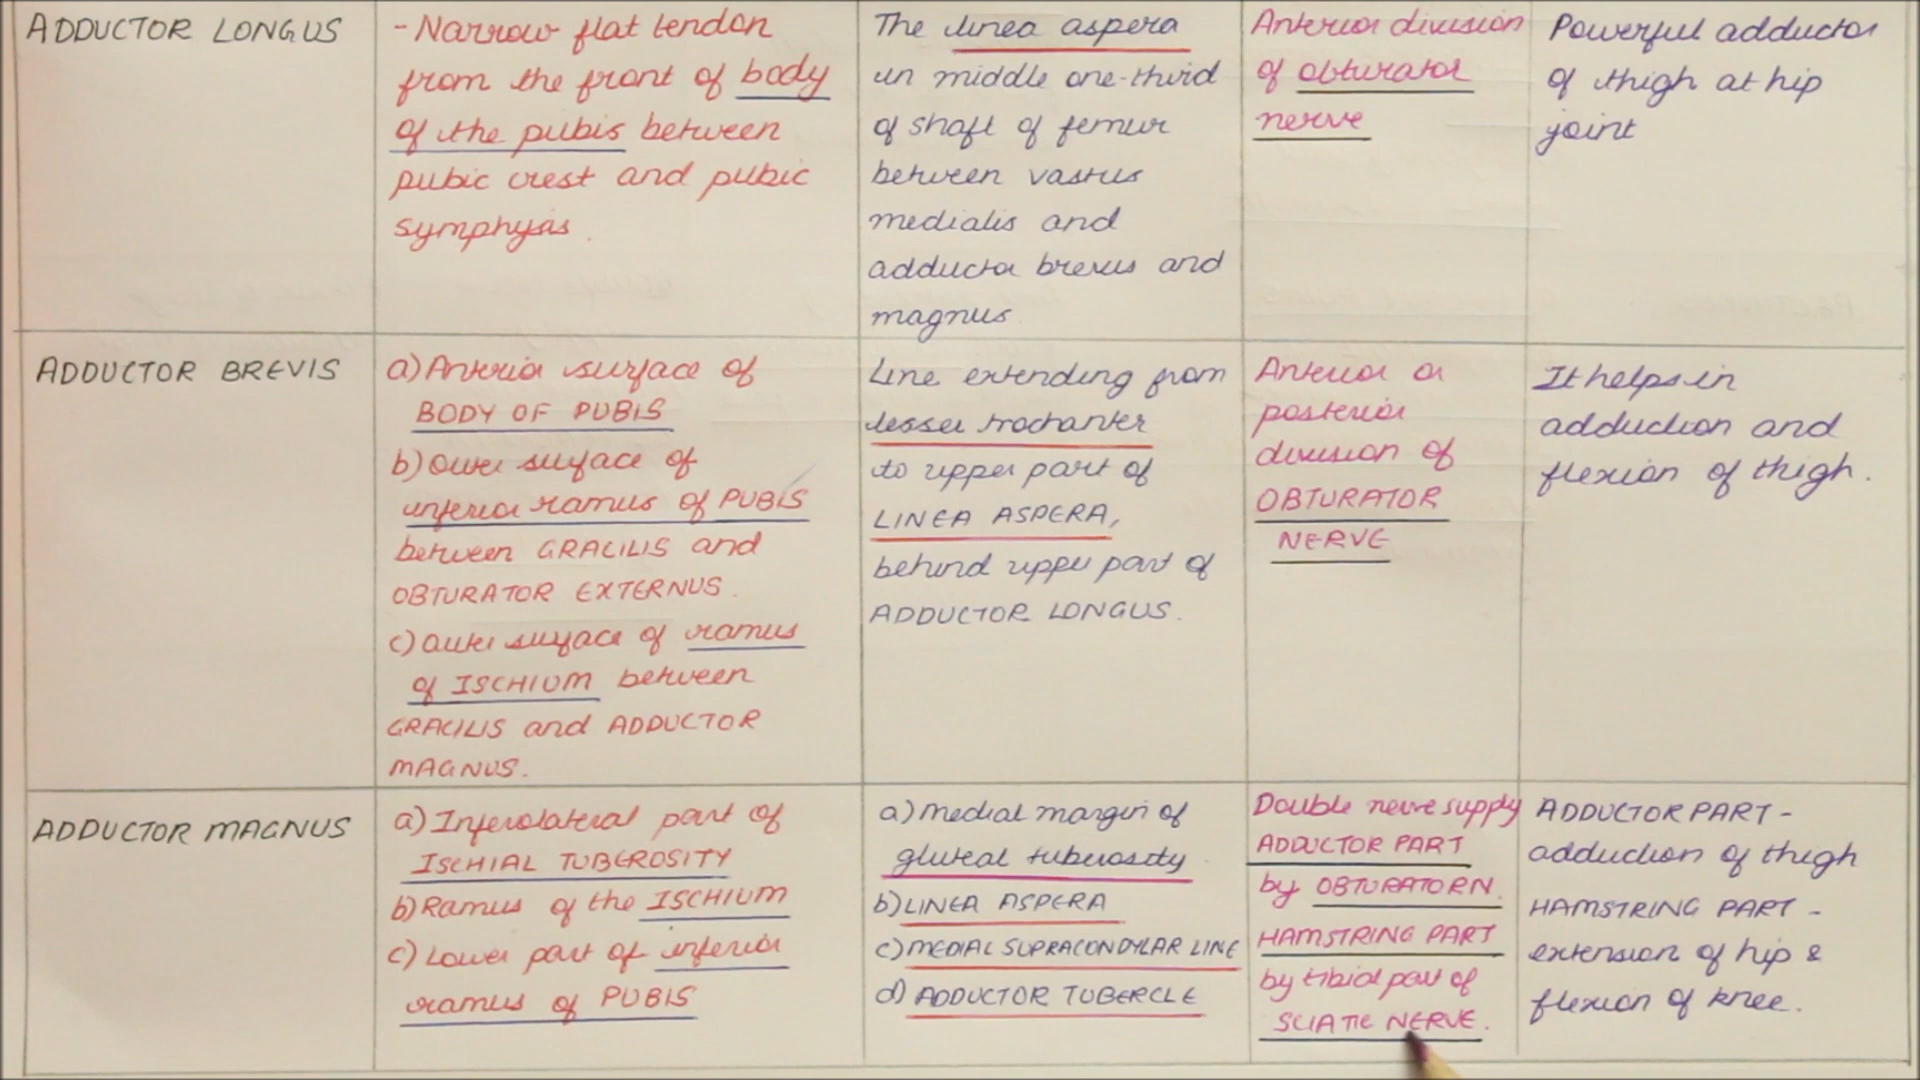 ADDUCTOR LONGUS
- Narrow flat tendon
from the front of body
of the pubis between
pubic crest and pubic
symphysis.
The linea aspera
in middle one-third
of shaft of femur
between vastus
medialis and
adductor brevis and
magnus
Anterior division
of obturator
nerve
Powerful adductor
of thigh at hip
joint
ADDUCTOR BREVIS
a) Anterior surface of
BODY OF PUBIS
b) Outer surface of
inferior ramus of PUBIS
between GRACILIS and
OBTURATOR EXTERNUS.
c) Outer surface of ramus
of ISCHIUM between
GRACILIS and ADDUCTOR
MAGNUS.
Line extending from
lesser trochanter
to upper part of
LINEA ASPERA,
behind upper part of
ADDUCTOR LONGUS.
Anterior or
posterior
division of
OBTURATOR
NERVE
It helps in
adduction and
flexion of thigh.
ADDUCTOR MAGNUS
a) Inferolateral part of
ISCHIAL TUBEROSITY
b) Ramus of the ISCHIUM
c) Lower part of inferior
ramus of PUBIS
a) Medial margin of
gluteal tuberosity
b) LINEA ASPERA
c) MEDIAL SUPRACONDYLAR LINE
d) ADDUCTOR TUBERCLE
Double nerve supply
ADDUCTOR PART
by OBTURATOR N.
HAMSTRING PART
by tibial part of
SCIATIC NERVE.
ADDUCTOR PART -
adduction of thigh
HAMSTRING PART -
extension of hip &
flexion of knee.